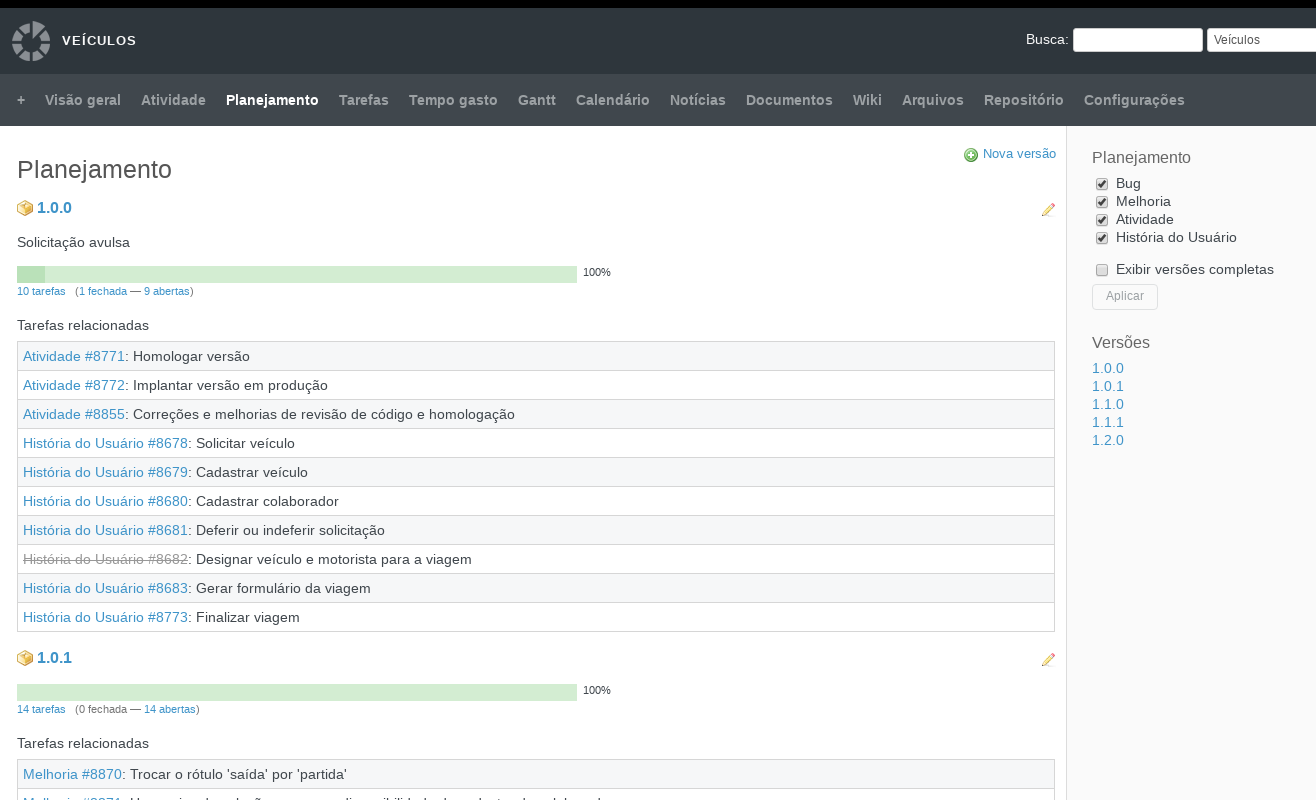 VEÍCULOS
Busca:
Veículos
+ Visão geral Atividade Planejamento Tarefas Tempo gasto Gantt Calendário Notícias Documentos Wiki Arquivos Repositório Configurações
Nova versão
Planejamento
1.0.0
Solicitação avulsa
100%
10 tarefas (1 fechada — 9 abertas)
Tarefas relacionadas
Atividade #8771: Homologar versão
Atividade #8772: Implantar versão em produção
Atividade #8855: Correções e melhorias de revisão de código e homologação
História do Usuário #8678: Solicitar veículo
História do Usuário #8679: Cadastrar veículo
História do Usuário #8680: Cadastrar colaborador
História do Usuário #8681: Deferir ou indeferir solicitação
História do Usuário #8682: Designar veículo e motorista para a viagem
História do Usuário #8683: Gerar formulário da viagem
História do Usuário #8773: Finalizar viagem
1.0.1
100%
14 tarefas (0 fechada — 14 abertas)
Tarefas relacionadas
Melhoria #8870: Trocar o rótulo 'saída' por 'partida'
Planejamento
Bug
Melhoria
Atividade
História do Usuário
Exibir versões completas
Aplicar
Versões
1.0.0
1.0.1
1.1.0
1.1.1
1.2.0